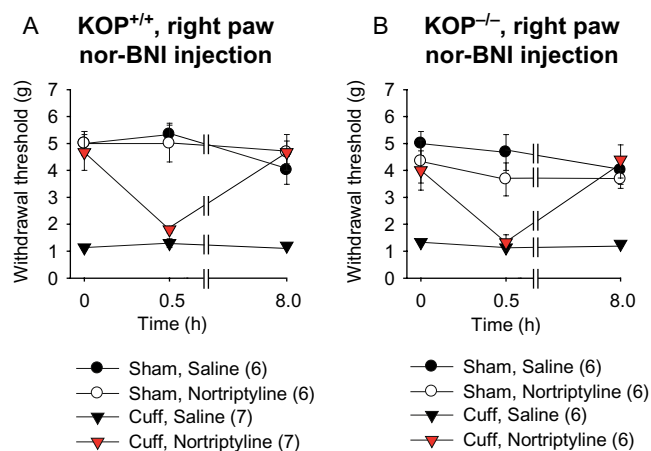 A
KOP+/+, right paw
nor-BNI injection
Withdrawal threshold (g)
7
6
5
4
3
2
1
0
0
0.5
8.0
Time (h)
Sham, Saline (6)
Sham, Nortriptyline (6)
Cuff, Saline (7)
Cuff, Nortriptyline (7)
B
KOP–/–, right paw
nor-BNI injection
Withdrawal threshold (g)
7
6
5
4
3
2
1
0
0
0.5
8.0
Time (h)
Sham, Saline (6)
Sham, Nortriptyline (6)
Cuff, Saline (6)
Cuff, Nortriptyline (6)